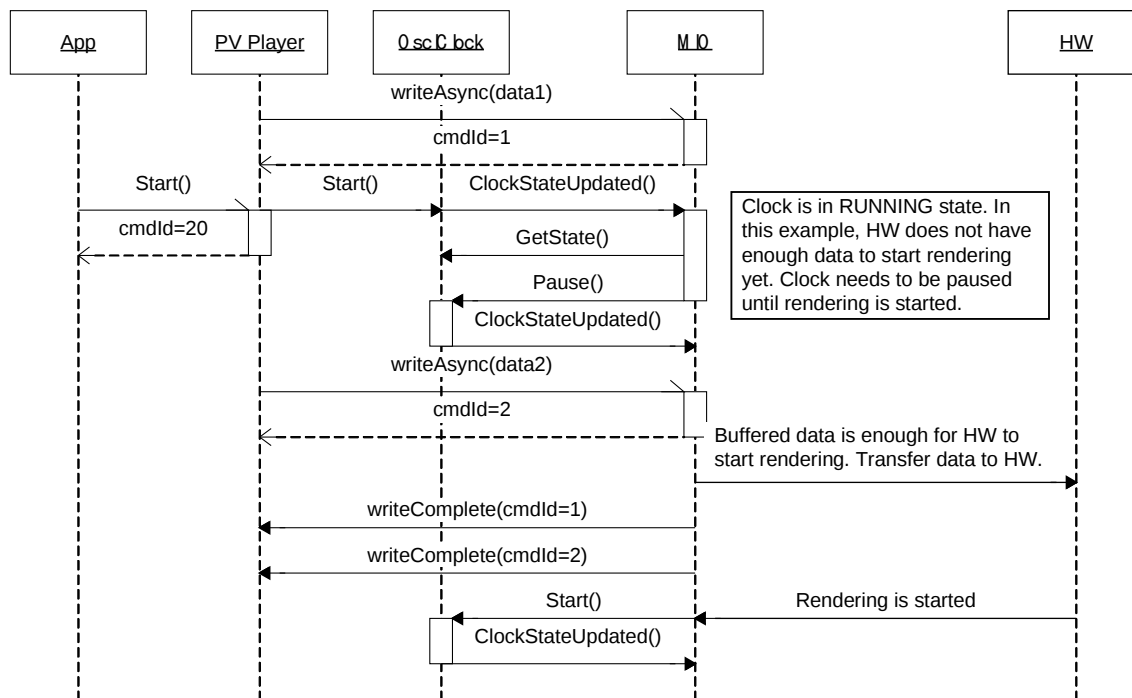 App
PV Player
OsclClock
MIO
HW
writeAsync(data1)
cmdId=1
Start()
Start()
ClockStateUpdated()
cmdId=20
GetState()
Clock is in RUNNING state. In
this example, HW does not have
enough data to start rendering
yet. Clock needs to be paused
until rendering is started.
Pause()
ClockStateUpdated()
writeAsync(data2)
cmdId=2
Buffered data is enough for HW to
start rendering. Transfer data to HW.
writeComplete(cmdId=1)
writeComplete(cmdId=2)
Start()
Rendering is started
ClockStateUpdated()